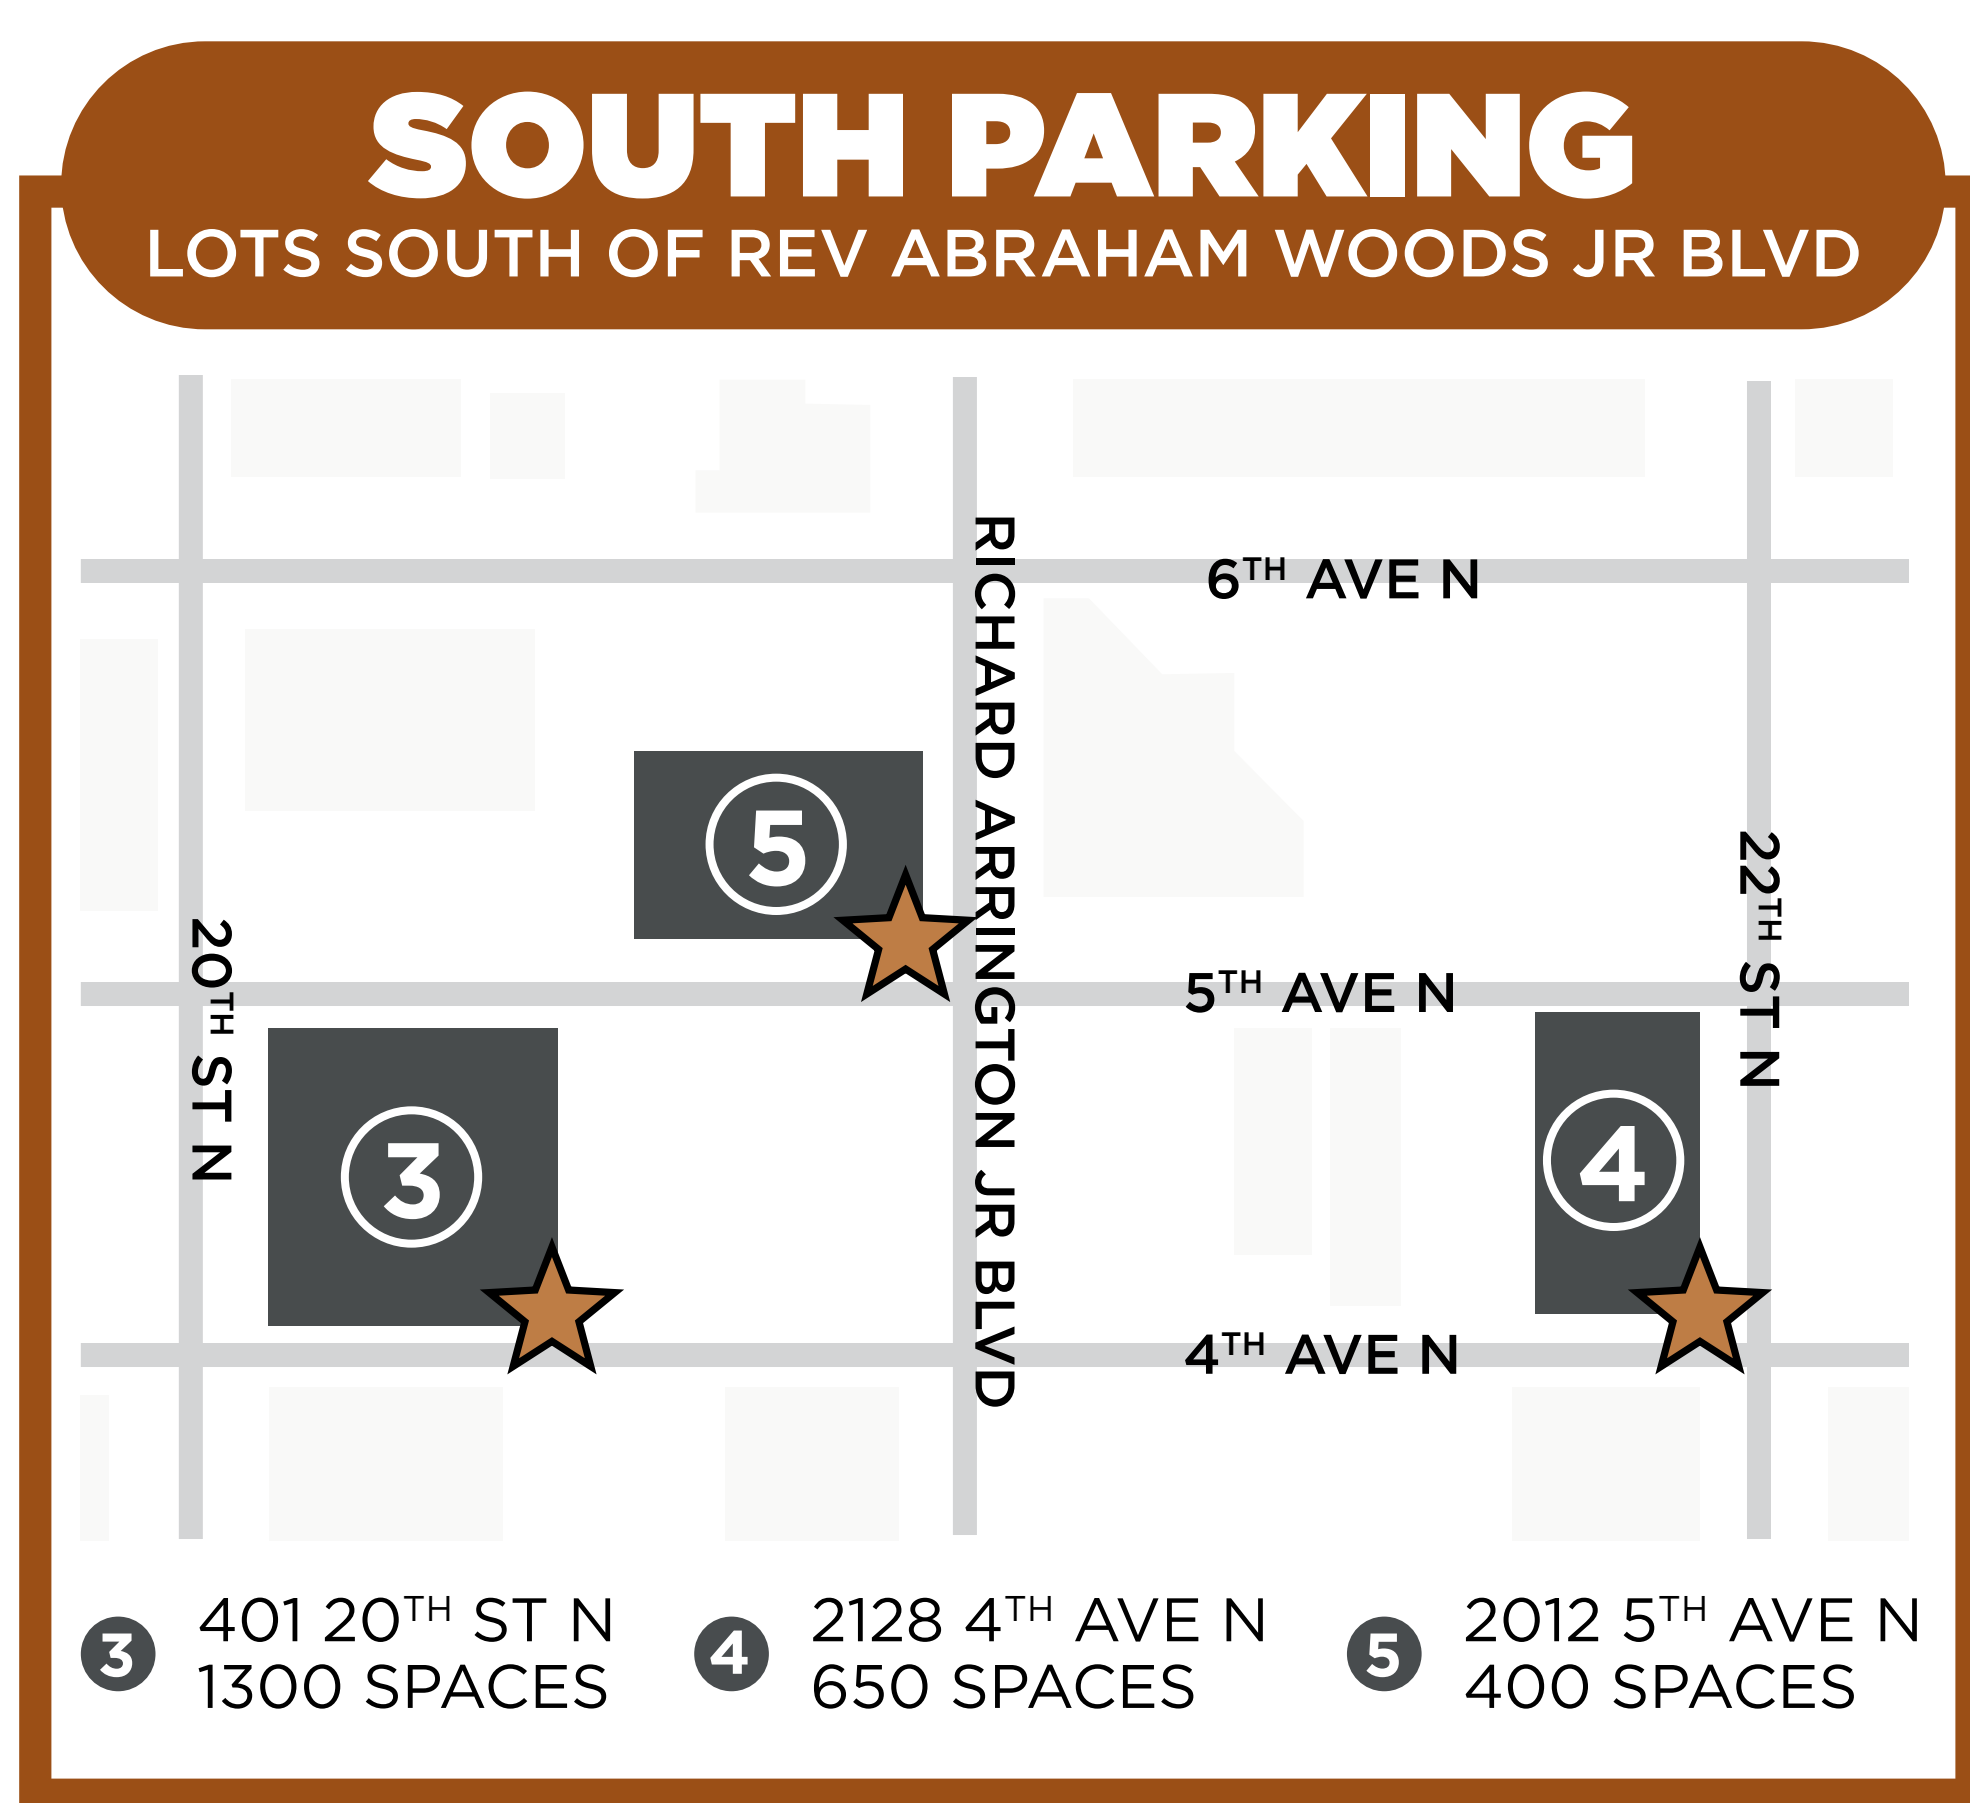 SOUTH PARKING
LOTS SOUTH OF REV ABRAHAM WOODS JR BLVD
RICHARD ARRINGTON JR BLVD
6TH AVE N
5
22TH ST N
20TH ST N
5TH AVE N
3
4
4TH AVE N
3
401 20TH ST N
1300 SPACES
4
2128 4TH AVE N
650 SPACES
5
2012 5TH AVE N
400 SPACES